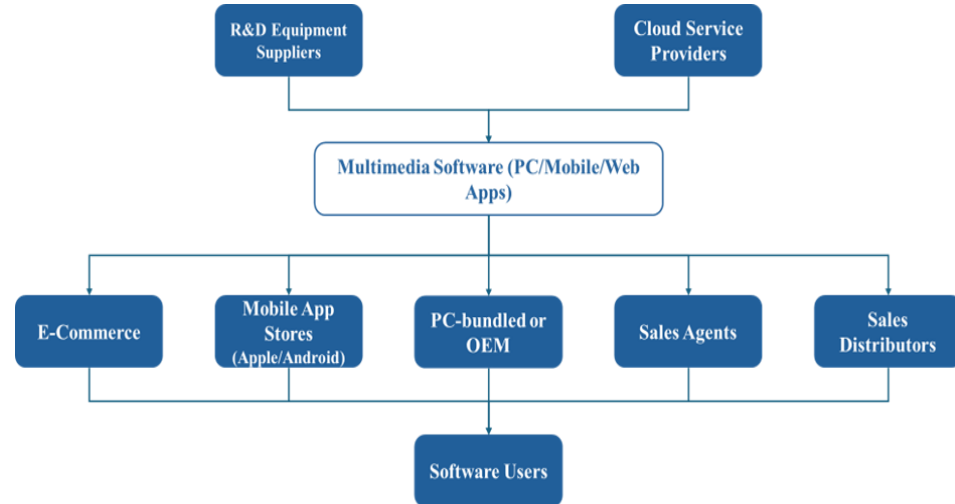 R&D Equipment
Suppliers
Cloud Service
Providers
Multimedia Software (PC/Mobile/Web
Apps)
E-Commerce
Mobile App
Stores
(Apple/Android)
PC-bundled or
OEM
Sales Agents
Sales
Distributors
Software Users